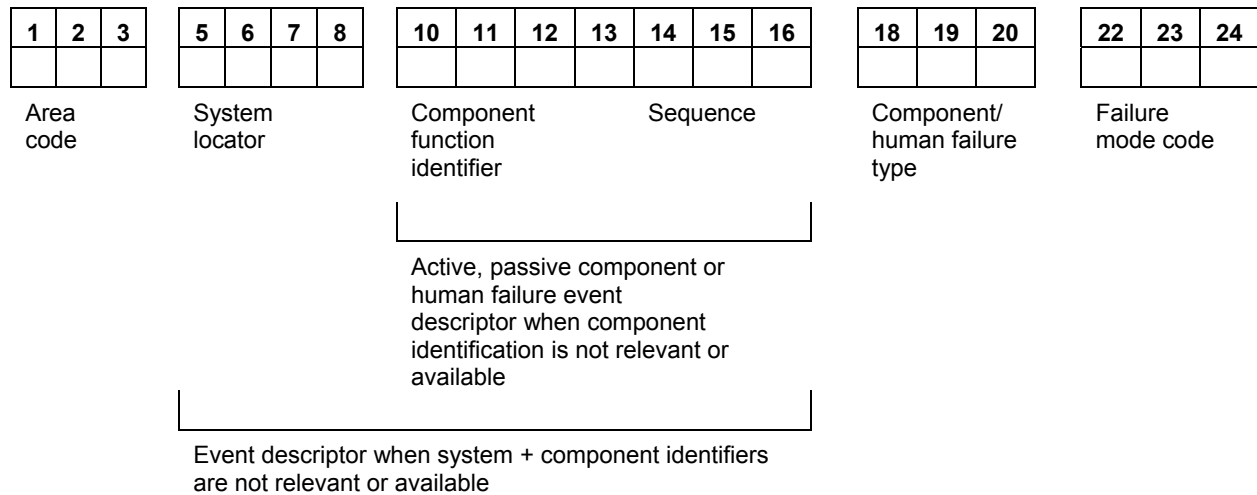 1 2 3 5 6 7 8 10 11 12 13 14 15 16 18 19 20 22 23 24
Area
code
System
locator
Component
function
identifier
Sequence
Component/
human failure
type
Failure
mode code
Active, passive component or
human failure event
descriptor when component
identification is not relevant or
available
Event descriptor when system + component identifiers
are not relevant or available